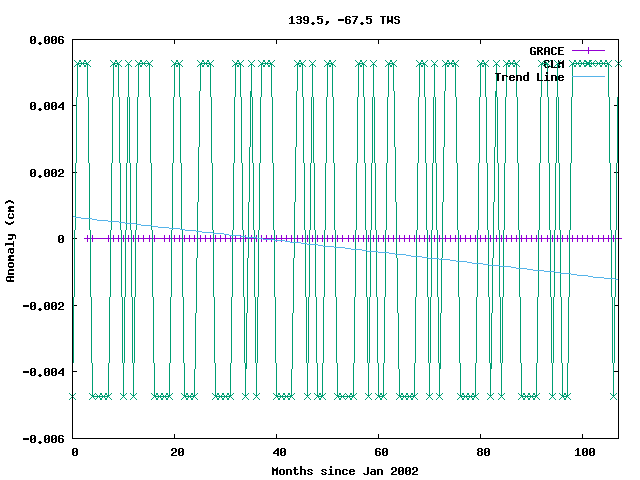 139.5, -67.5 TWS
0.006
0.004
0.002
0
-0.002
-0.004
-0.006
Anomaly (cm)
GRACE
CLM
Trend Line
0 20 40 60 80 100
Months since Jan 2002